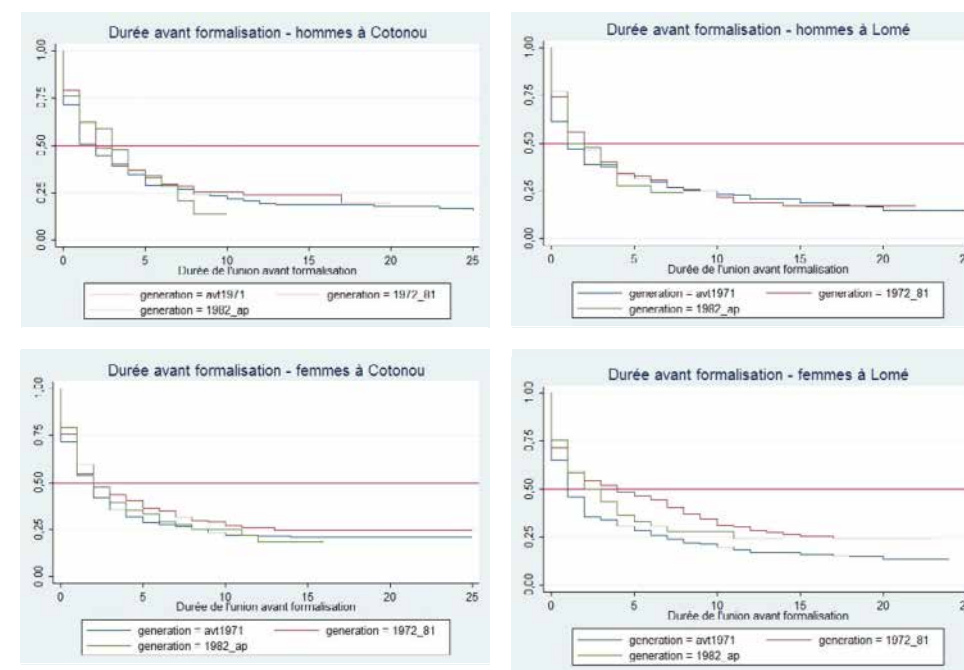 Durée avant formalisation - hommes à Cotonou
1,00
0,75
0,50
0,25
0,00
0 5 10 15 20 25
Durée de l'union avant formalisation
generation = avt1971 generation = 1972_81
generation = 1982_ap
Durée avant formalisation - hommes à Lomé
1,00
0,75
0,50
0,25
0,00
0 5 10 15 20
Durée de l'union avant formalisation
generation = avt1971 generation = 1972_81
generation = 1982_ap
Durée avant formalisation - femmes à Cotonou
1,00
0,75
0,50
0,25
0,00
0 5 10 15 20 25
Durée de l'union avant formalisation
generation = avt1971 generation = 1972_81
generation = 1982_ap
Durée avant formalisation - femmes à Lomé
1,00
0,75
0,50
0,25
0,00
0 5 10 15 20
Durée de l'union avant formalisation
generation = avt1971 generation = 1972_81
generation = 1982_ap